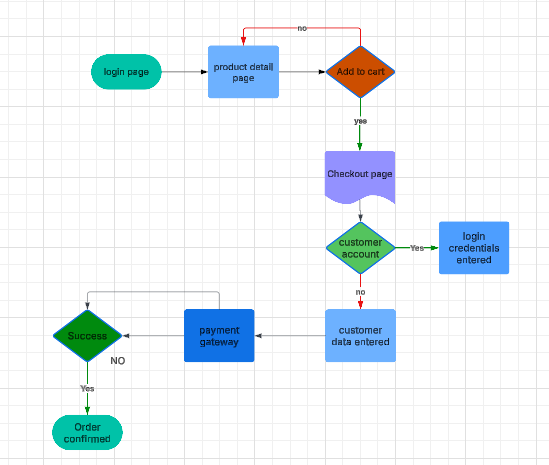 no
login page
product detail
page
Add to cart
yes
Checkout page
customer
account
Yes
login
credentials
entered
no
customer
data entered
payment
gateway
Success
NO
Yes
Order
confirmed